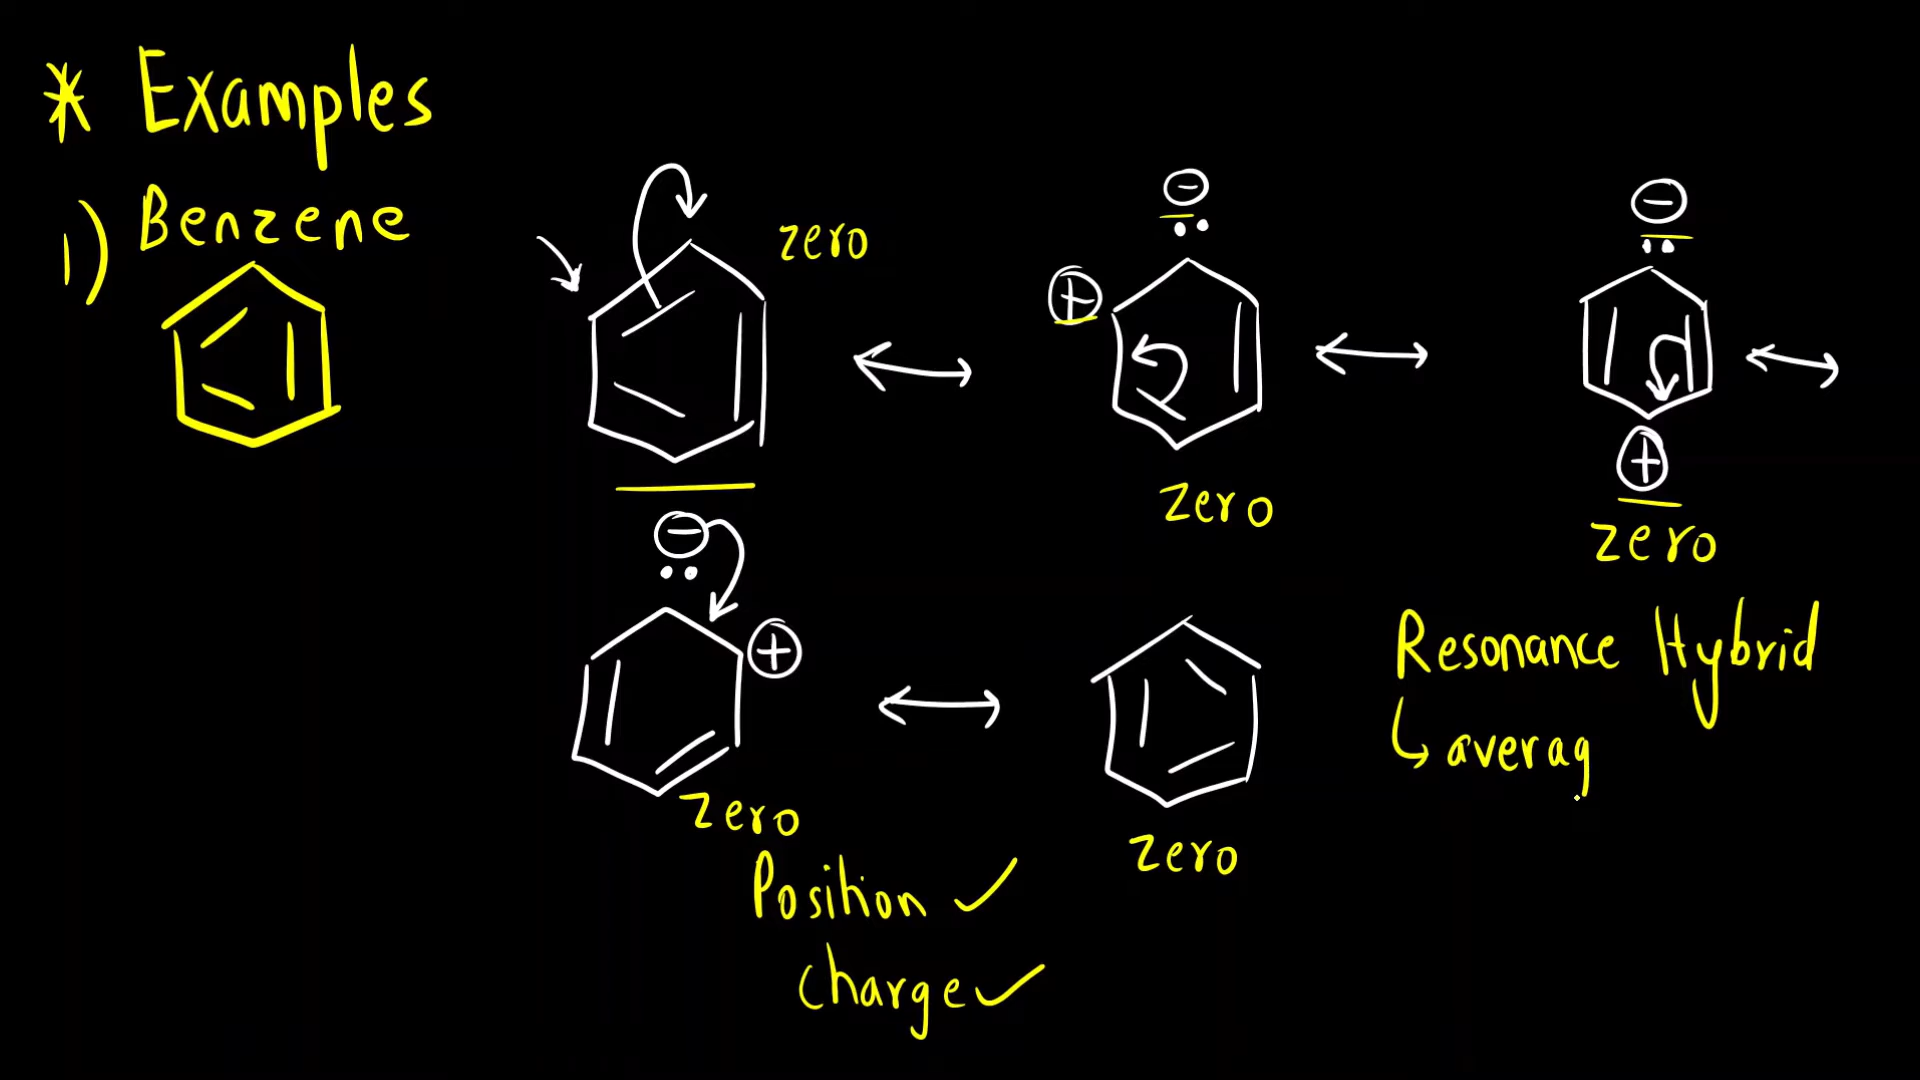 * Examples
1) Benzene
zero
zero
zero
zero
zero
Resonance Hybrid
↳ averag
Position ✓
Charge ✓